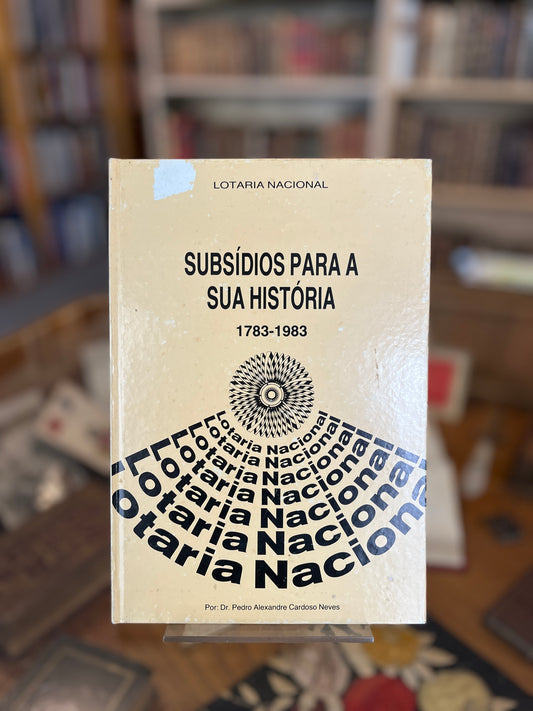 LOTARIA NACIONAL
SUBSÍDIOS PARA A
SUA HISTÓRIA
1783-1983
Lotaria Nacional
Lotaria Nacional
Lotaria Nacional
Lotaria Nacional
Lotaria Nacional
Lotaria Nacional
Lotaria Nacional
Por: Dr. Pedro Alexandre Cardoso Neves